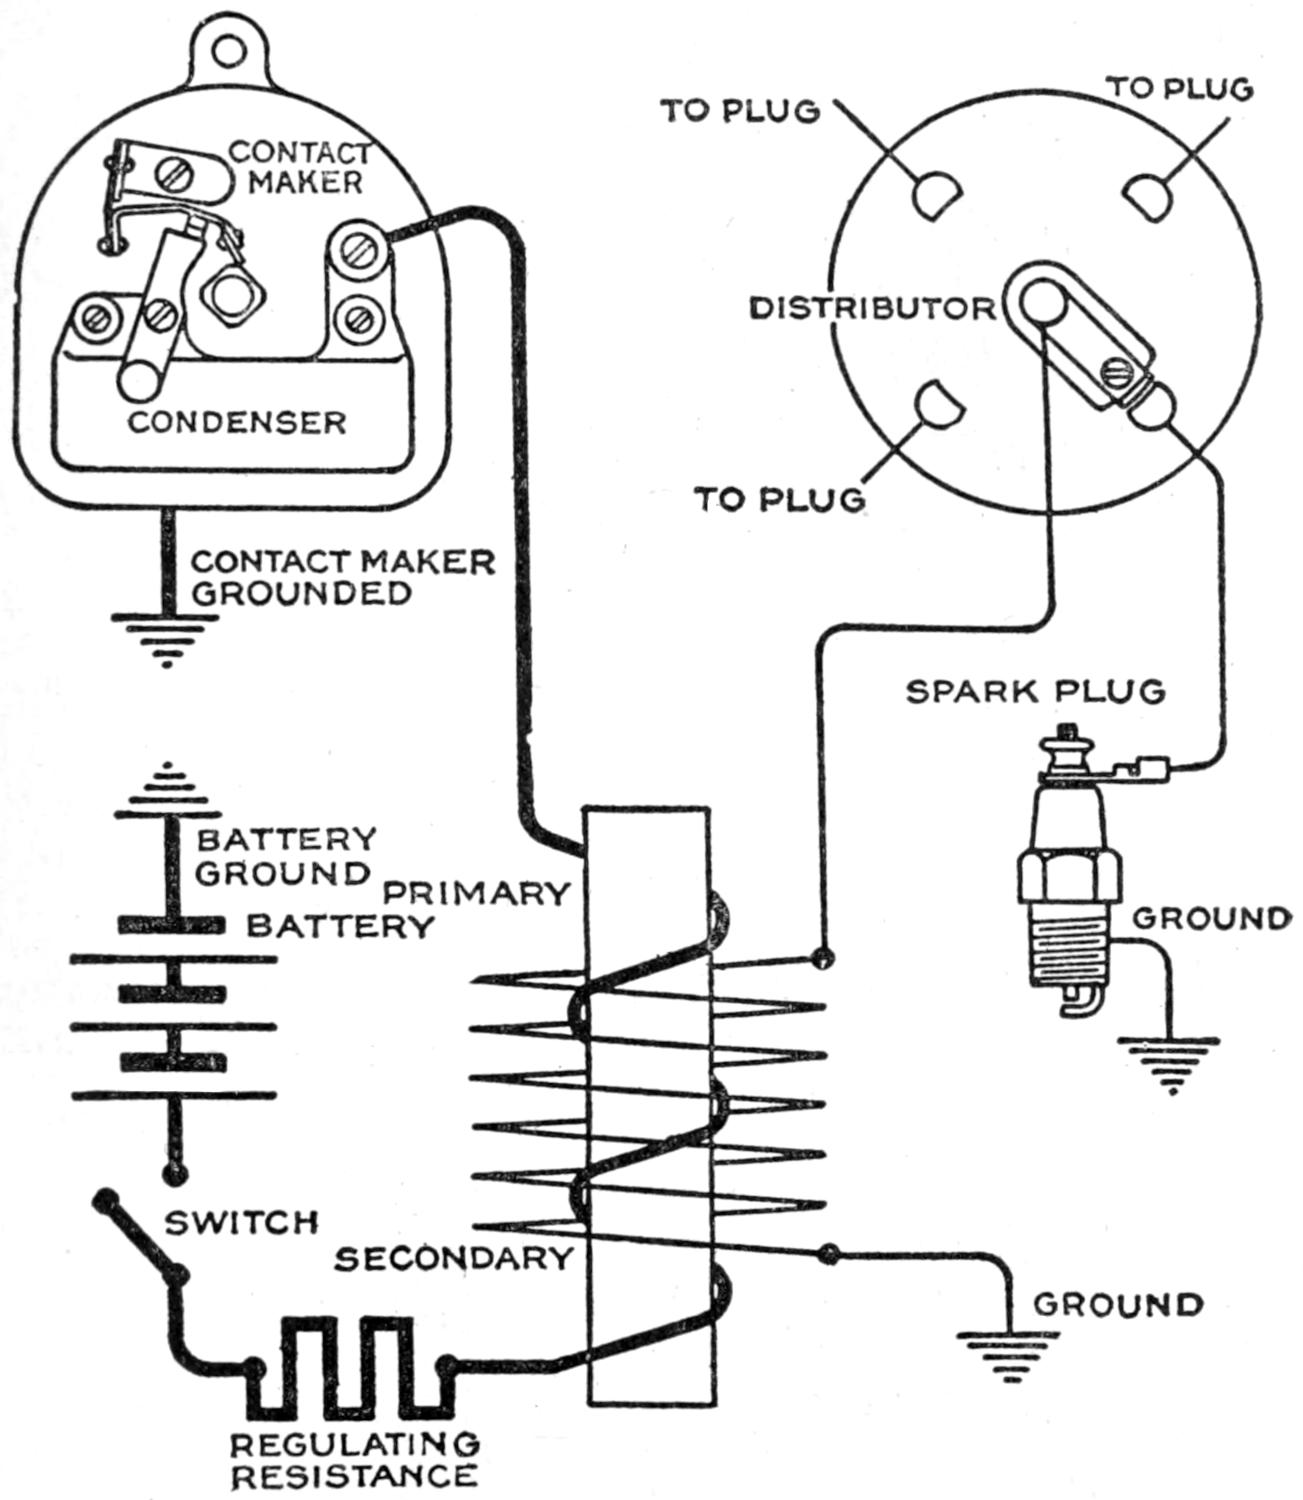 CONTACT
MAKER
CONDENSER
CONTACT MAKER
GROUNDED
TO PLUG
TO PLUG
DISTRIBUTOR
TO PLUG
SPARK PLUG
GROUND
BATTERY
GROUND
BATTERY
PRIMARY
SWITCH
SECONDARY
GROUND
REGULATING
RESISTANCE